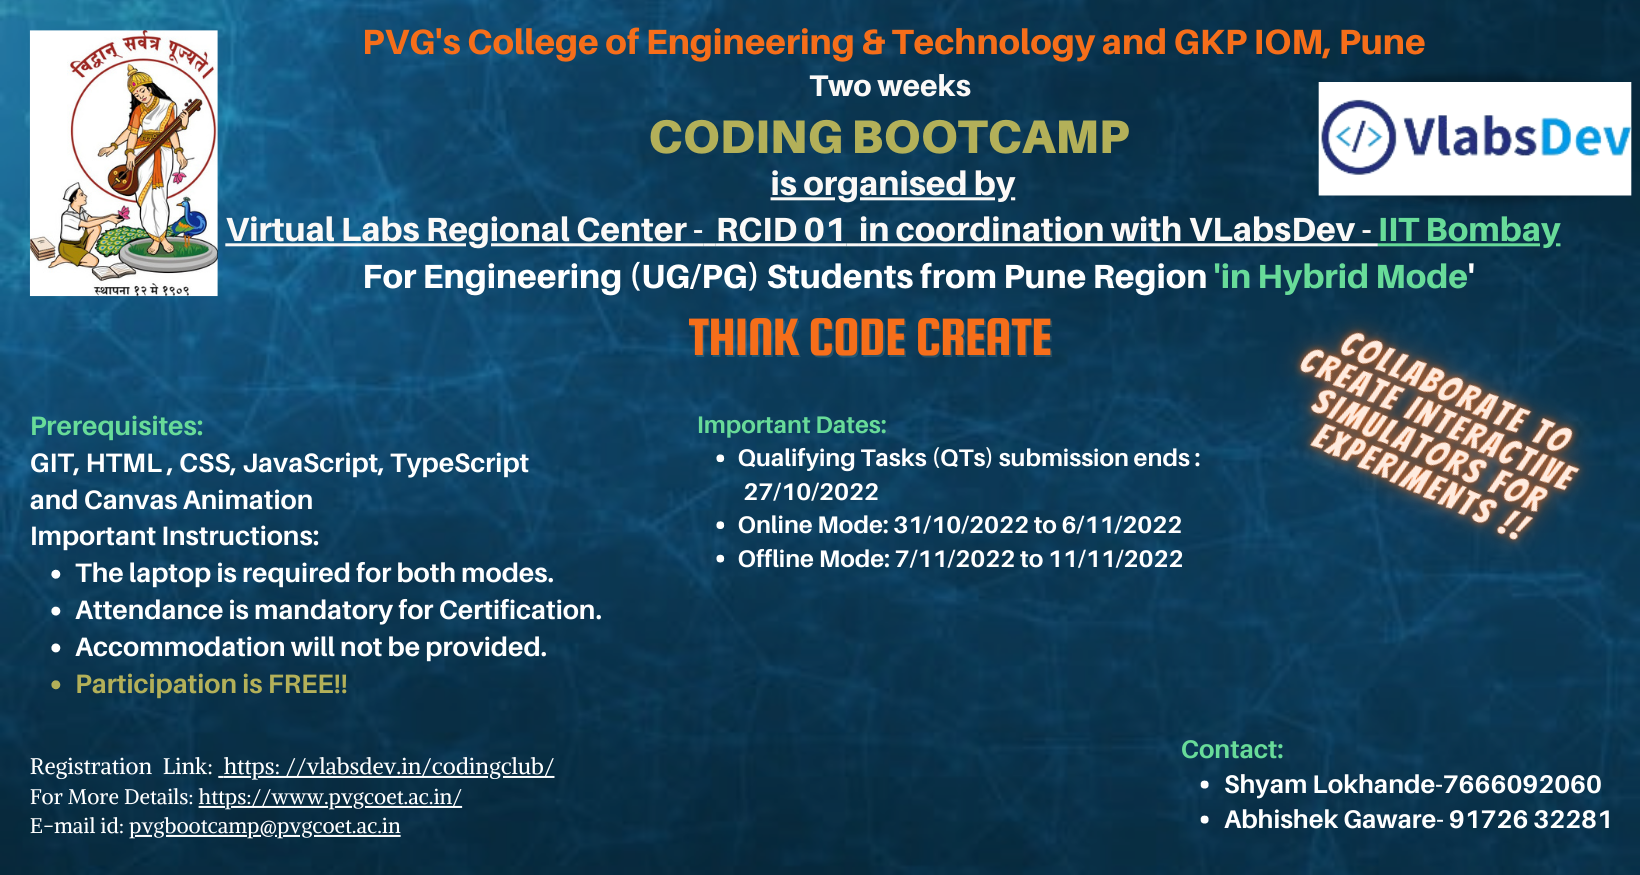 विद्वान् सर्वत्र पूज्यते।
स्थापना १२ मे १९०९
PVG's College of Engineering & Technology and GKP IOM, Pune
Two weeks
CODING BOOTCAMP
is organised by
Virtual Labs Regional Center - RCID 01 in coordination with VLabsDev - IIT Bombay
For Engineering (UG/PG) Students from Pune Region 'in Hybrid Mode'
THINK CODE CREATE
</> VlabsDev
COLLABORATE TO
CREATE INTERACTIVE
SIMULATORS FOR
EXPERIMENTS !!
Prerequisites:
GIT, HTML , CSS, JavaScript, TypeScript
and Canvas Animation
Important Instructions:
• The laptop is required for both modes.
• Attendance is mandatory for Certification.
• Accommodation will not be provided.
• Participation is FREE!!
Important Dates:
• Qualifying Tasks (QTs) submission ends :
27/10/2022
• Online Mode: 31/10/2022 to 6/11/2022
• Offline Mode: 7/11/2022 to 11/11/2022
Registration Link: https: //vlabsdev.in/codingclub/
For More Details: https://www.pvgcoet.ac.in/
E-mail id: pvgbootcamp@pvgcoet.ac.in
Contact:
• Shyam Lokhande-7666092060
• Abhishek Gaware- 91726 32281